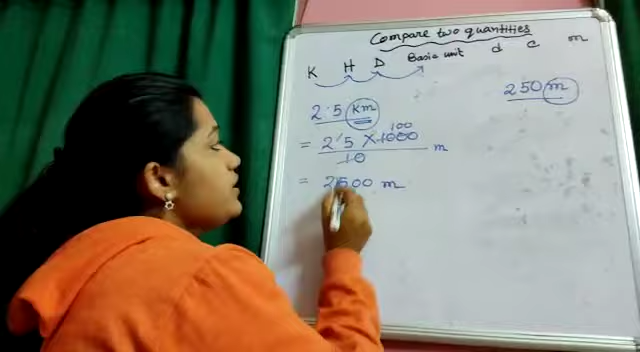 Compare two quantities
K H D Basic unit d c m
2.5 km
250 m
= 2.5 × 1000 100
10 m
= 2500 m